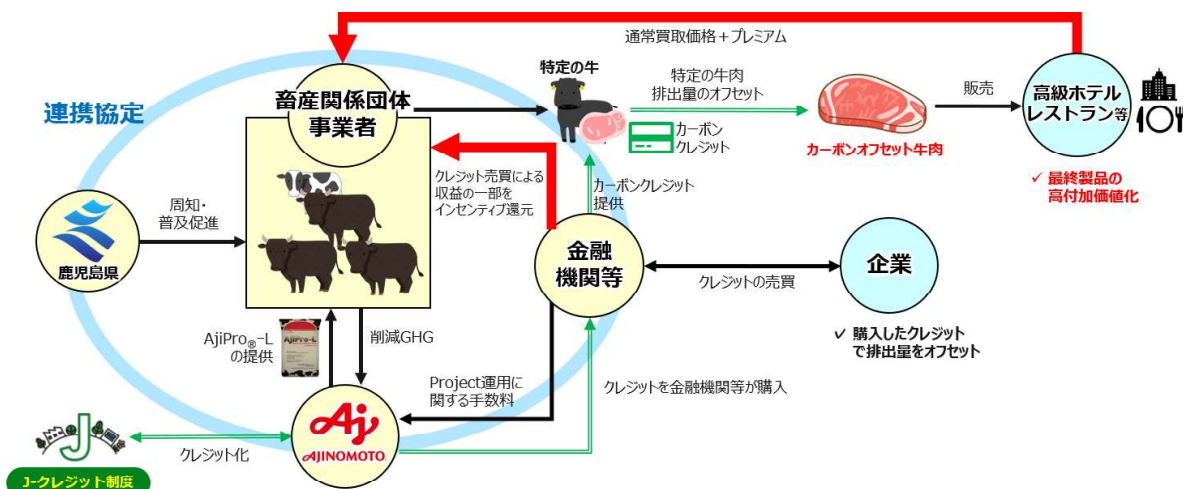 通常買取価格＋プレミアム
連携協定
畜産関係団体
事業者
特定の牛
特定の牛肉
排出量のオフセット
カーボン
クレジット
カーボンオフセット牛肉
販売
高級ホテル
レストラン等
✓ 最終製品の
高付加価値化
クレジット売買による
収益の一部を
インセンティブ還元
カーボンクレジット
提供
周知・
普及促進
鹿児島県
金融
機関等
クレジットの売買
企業
✓ 購入したクレジット
で排出量をオフセット
AjiPro®-L
の提供
AjiPro-L
削減GHG
Project運用に
関する手数料
クレジットを金融機関等が購入
Aj
AJINOMOTO
クレジット化
J
J-クレジット制度